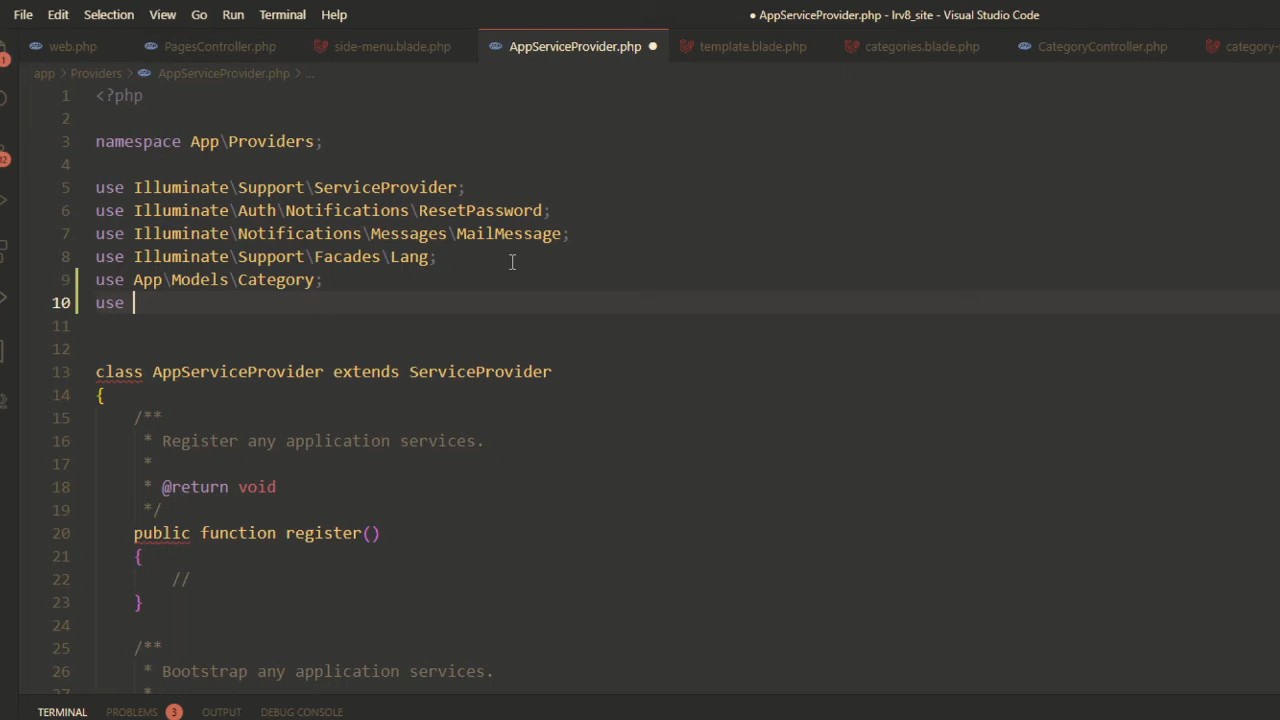 File Edit Selection View Go Run Terminal Help
● AppServiceProvider.php - lrv8_site - Visual Studio Code
web.php PagesController.php side-menu.blade.php AppServiceProvider.php ● template.blade.php categories.blade.php CategoryController.php category-
app > Providers > AppServiceProvider.php > ...
1 <?php
2
3 namespace App\Providers;
4
5 use Illuminate\Support\ServiceProvider;
6 use Illuminate\Auth\Notifications\ResetPassword;
7 use Illuminate\Notifications\Messages\MailMessage;
8 use Illuminate\Support\Facades\Lang;
9 use App\Models\Category;
10 use
11
12
13 class AppServiceProvider extends ServiceProvider
14 {
15 /**
16 * Register any application services.
17 *
18 * @return void
19 */
20 public function register()
21 {
22 //
23 }
24
25 /**
26 * Bootstrap any application services.
27 *
1
12
TERMINAL PROBLEMS 3 OUTPUT DEBUG CONSOLE